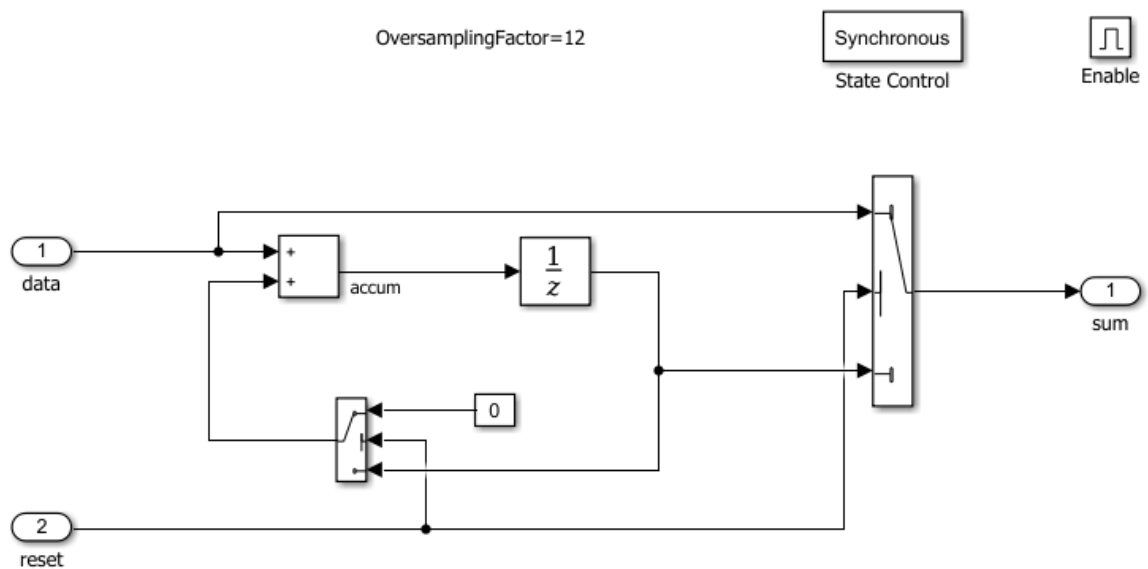 OversamplingFactor=12
Synchronous
State Control
Enable
1
data
+
+
accum
1
z
1
sum
0
2
reset